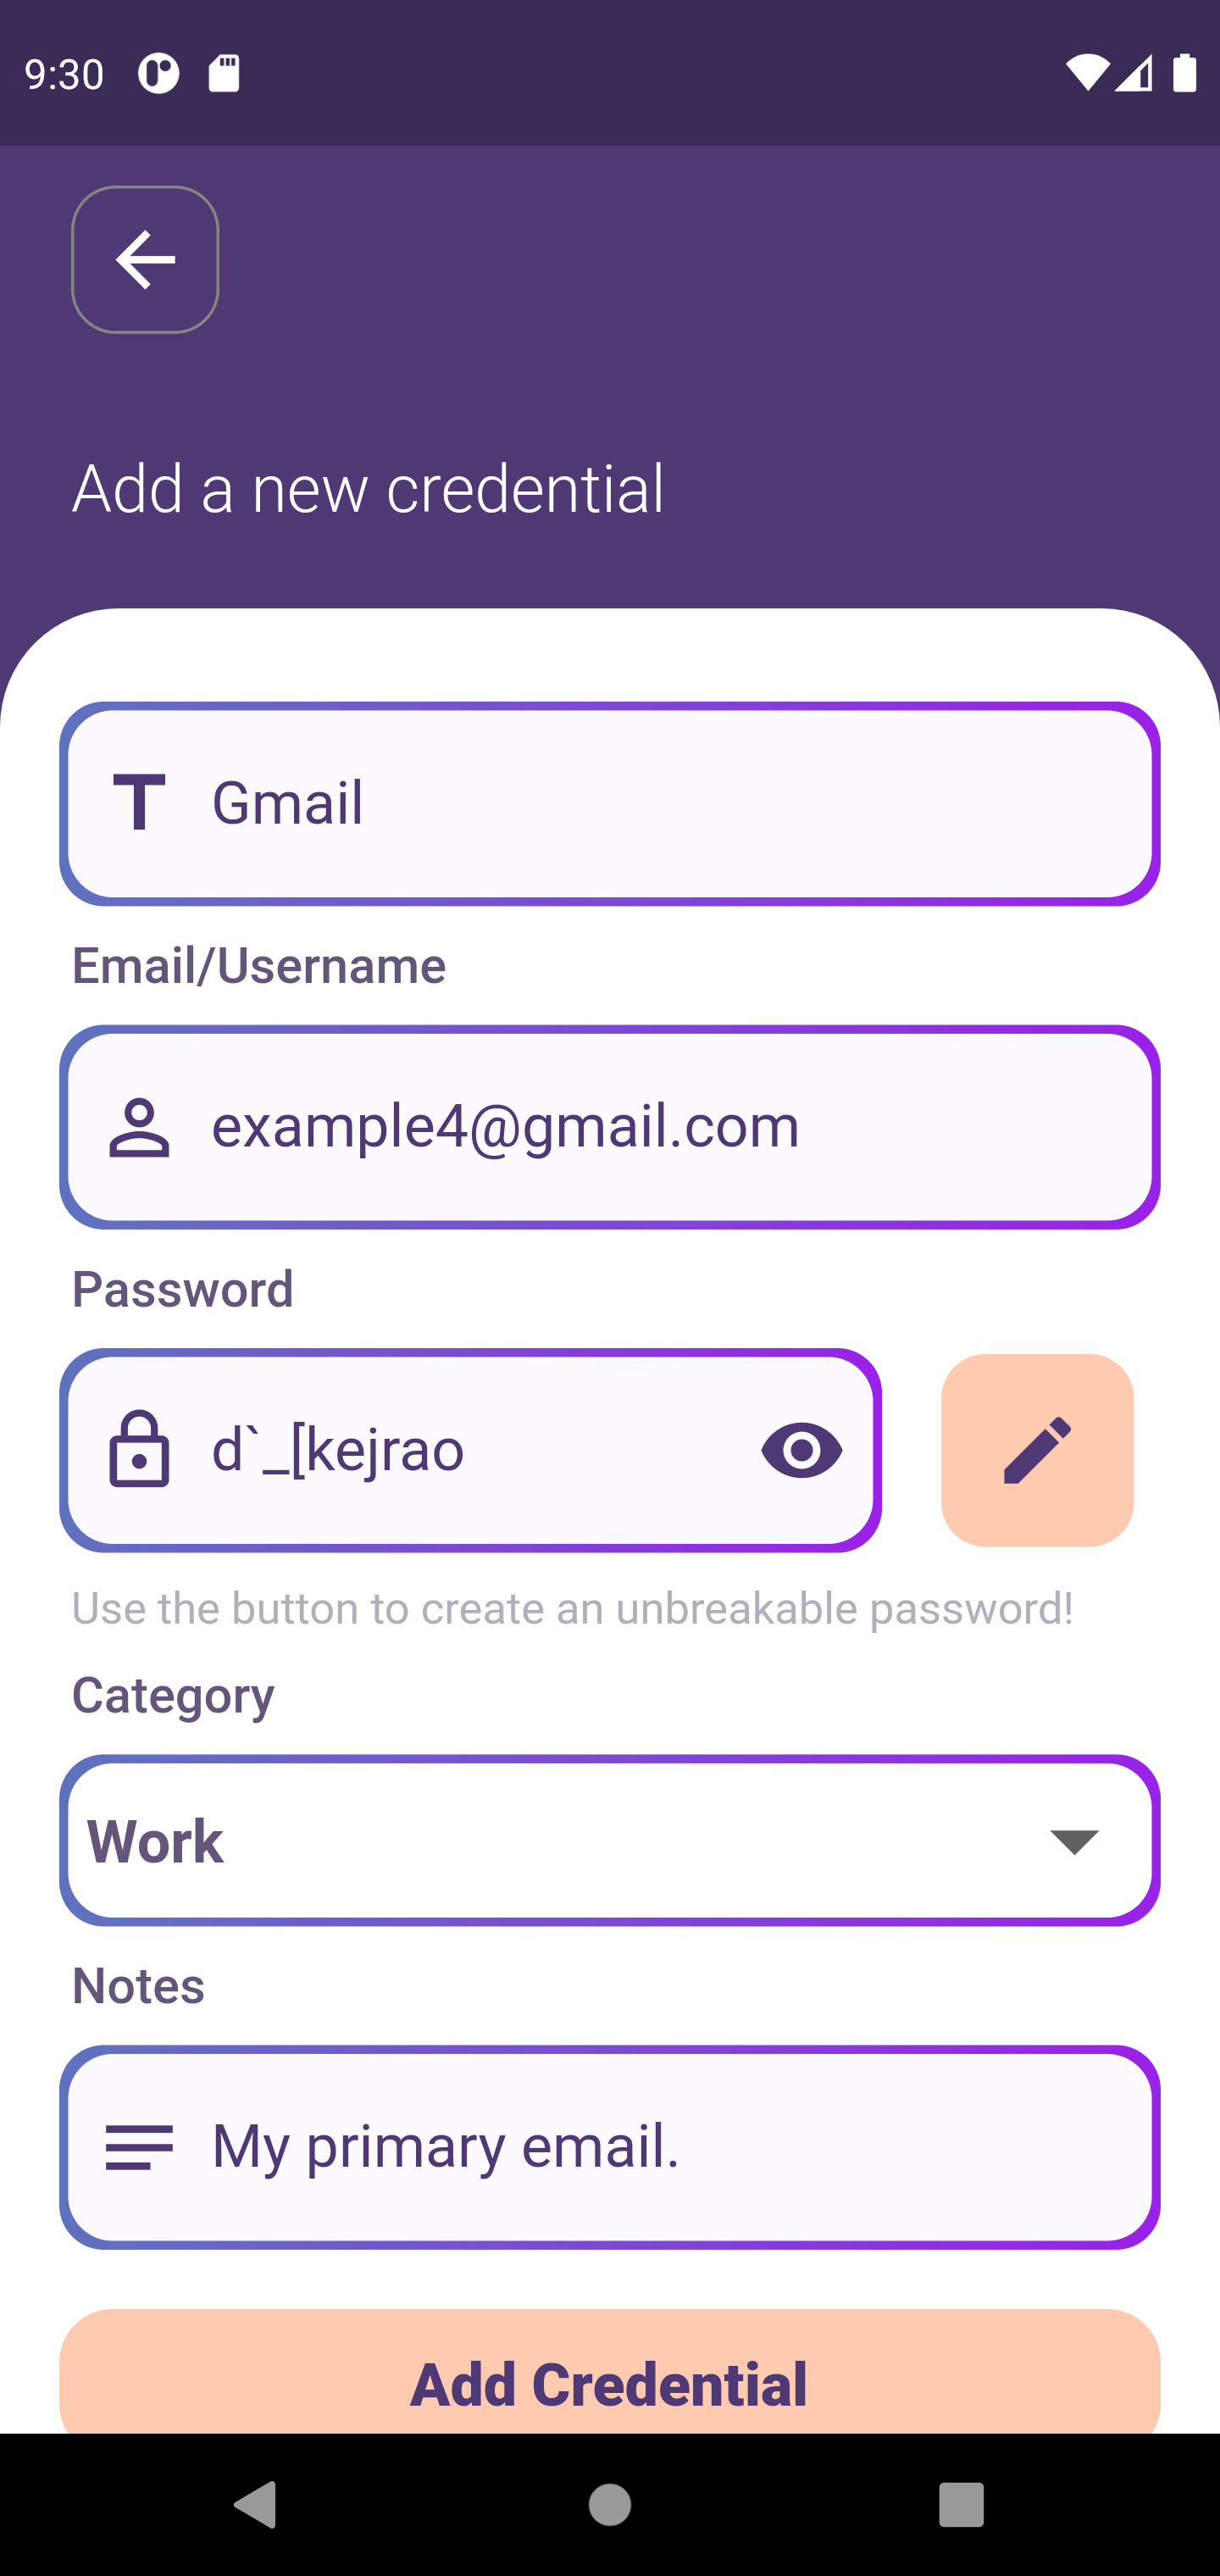 9:30
Add a new credential
T Gmail
Email/Username
example4@gmail.com
Password
d`_[kejrao
Use the button to create an unbreakable password!
Category
Work
Notes
My primary email.
Add Credential